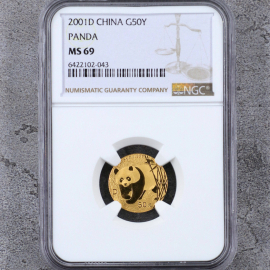 2001D CHINA G50Y
PANDA
MS 69
6422102-043
NUMISMATIC GUARANTY COMPANY
NGC